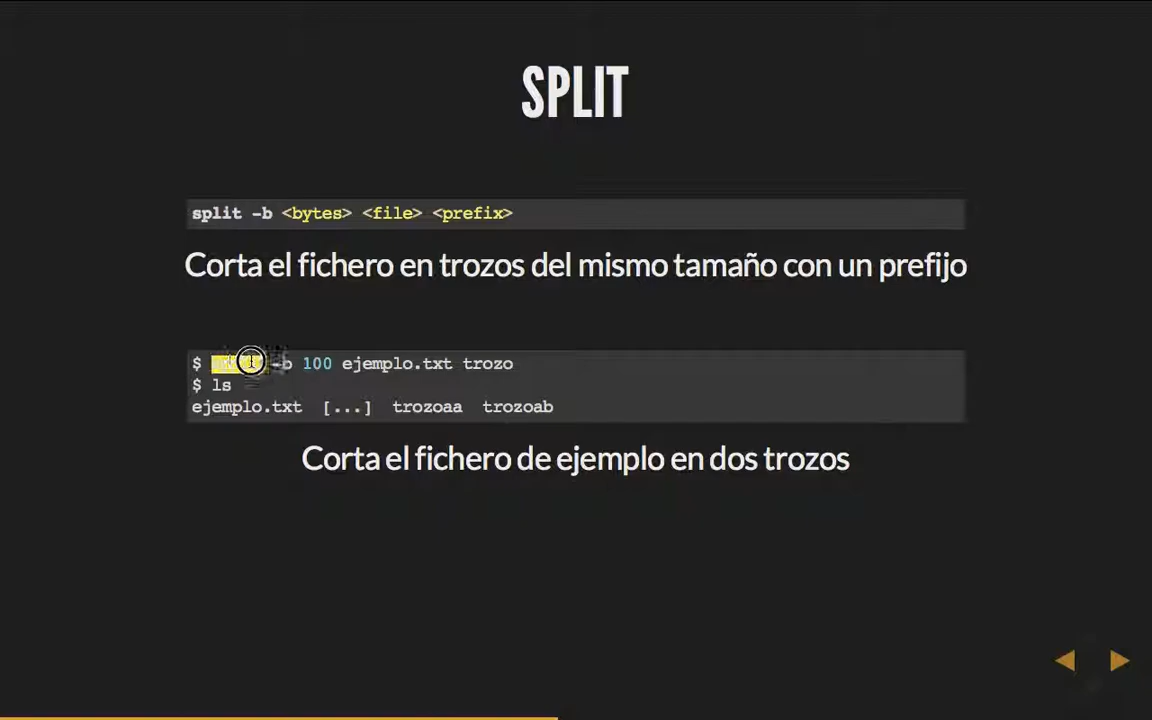 SPLIT
split -b <bytes> <file> <prefix>
Corta el fichero en trozos del mismo tamaño con un prefijo
$ -b 100 ejemplo.txt trozo
$ ls
ejemplo.txt [...] trozoaa trozoab
Corta el fichero de ejemplo en dos trozos